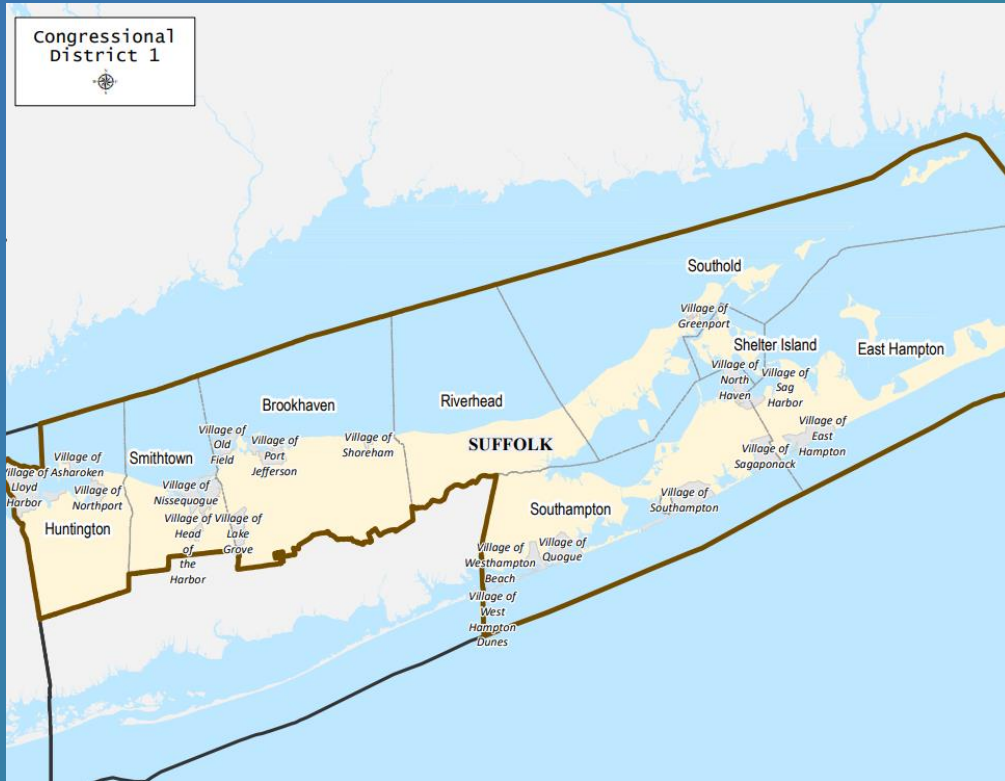 Congressional
District 1
Southold
Village of
Greenport
Shelter Island
East Hampton
Village of
North
Haven
Village of
Sag
Harbor
Riverhead
Brookhaven
Village of
East
Hampton
Village of
Old
Field
Village of
Port
Jefferson
Village of
Shoreham
SUFFOLK
Village of
Sagaponack
Smithtown
Village of
Asharoken
Village of
Lloyd
Harbor
Village of
Northport
Village of
Nissequogue
Village of
Southampton
Southampton
Huntington
Village of
Head
of
the
Harbor
Village of
Lake
Grove
Village of
Quogue
Village of
Westhampton
Beach
Village of
West
Hampton
Dunes